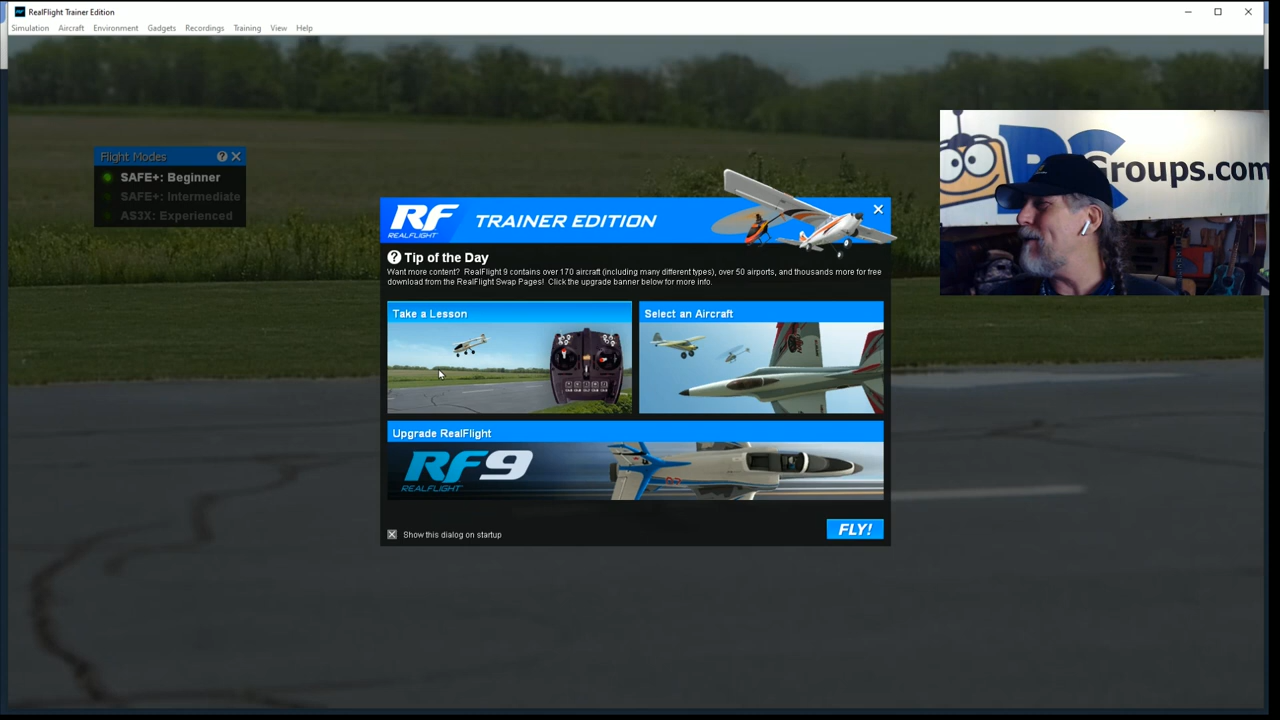 RealFlight Trainer Edition
Simulation Aircraft Environment Gadgets Recordings Training View Help
Flight Modes
SAFE+: Beginner
SAFE+: Intermediate
AS3X: Experienced
RF REALFLIGHT TRAINER EDITION
Tip of the Day
Want more content? RealFlight 9 contains over 170 aircraft (including many different types), over 50 airports, and thousands more for free
download from the RealFlight Swap Pages! Click the upgrade banner below for more info.
Take a Lesson
Select an Aircraft
Upgrade RealFlight
RF9
REALFLIGHT
Show this dialog on startup
FLY!
Groups.com